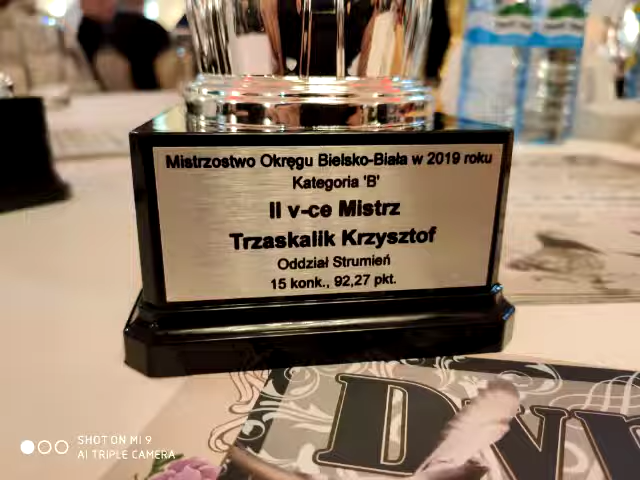 Mistrzostwo Okręgu Bielsko-Biała w 2019 roku
Kategoria 'B'
II v-ce Mistrz
Trzaskalik Krzysztof
Oddział Strumień
15 konk., 92,27 pkt.
SHOT ON MI 9
AI TRIPLE CAMERA